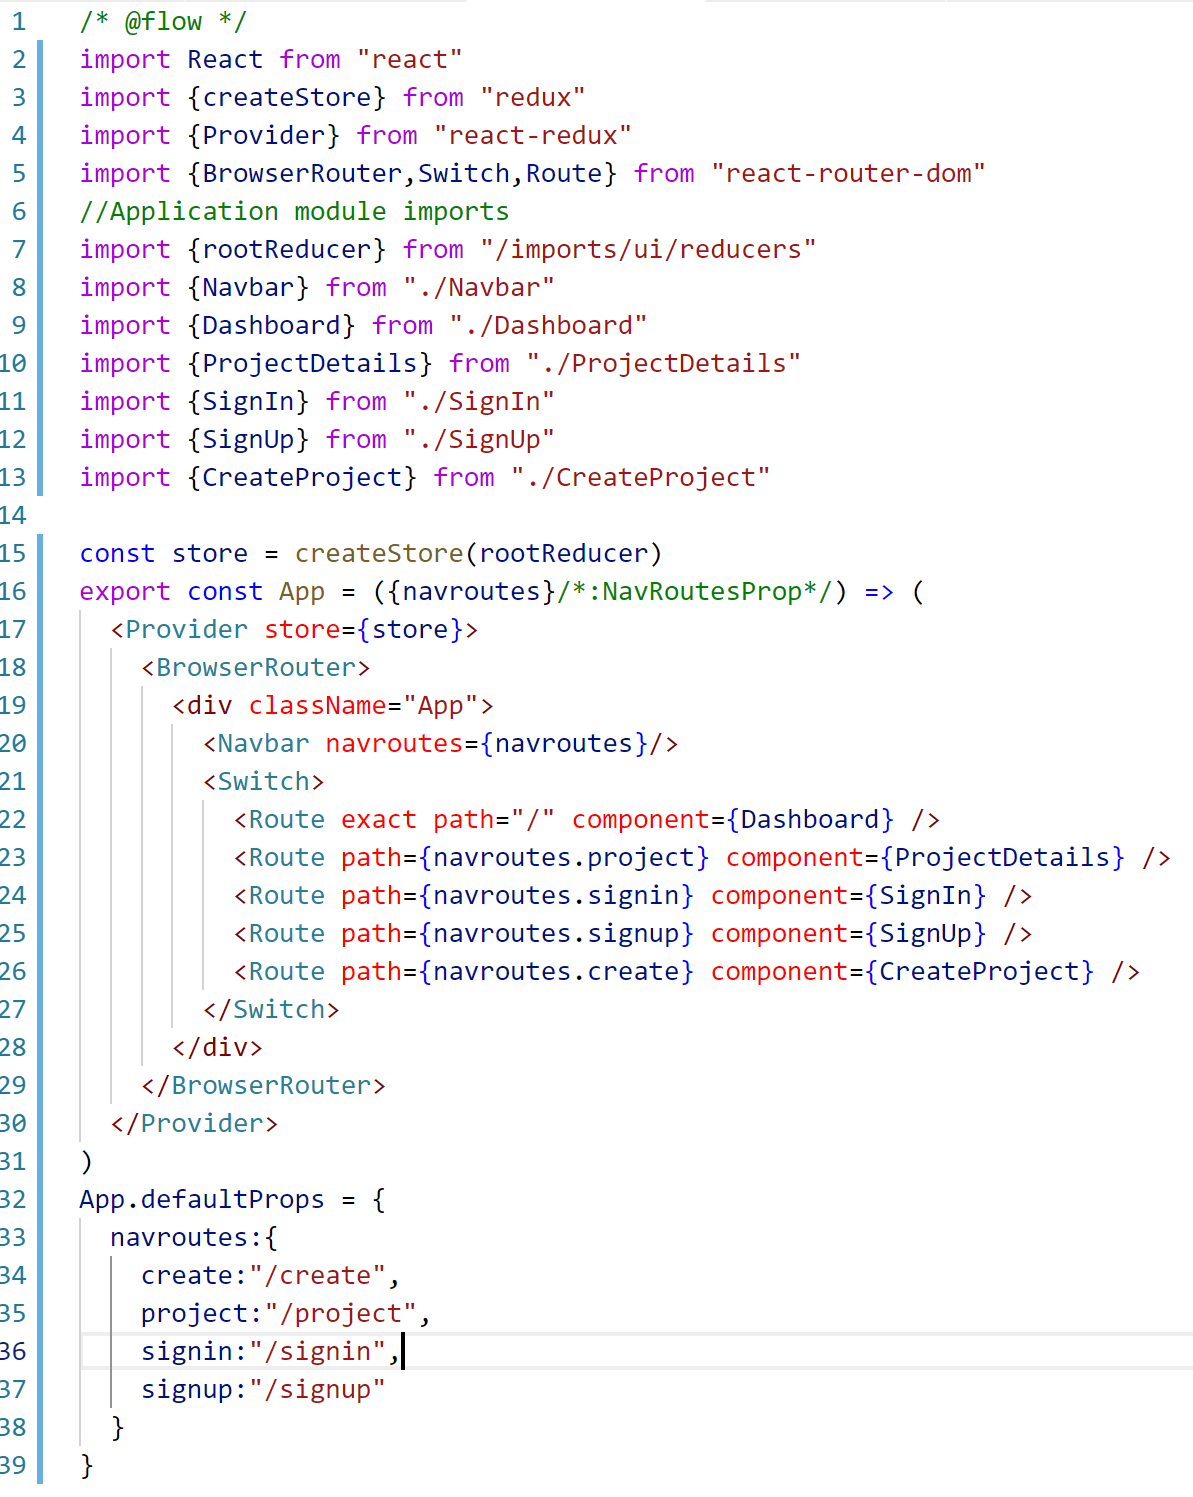 1 /* @flow */
2 import React from "react"
3 import {createStore} from "redux"
4 import {Provider} from "react-redux"
5 import {BrowserRouter,Switch,Route} from "react-router-dom"
6 //Application module imports
7 import {rootReducer} from "/imports/ui/reducers"
8 import {Navbar} from "./Navbar"
9 import {Dashboard} from "./Dashboard"
10 import {ProjectDetails} from "./ProjectDetails"
11 import {SignIn} from "./SignIn"
12 import {SignUp} from "./SignUp"
13 import {CreateProject} from "./CreateProject"
14
15 const store = createStore(rootReducer)
16 export const App = ({navroutes}/*:NavRoutesProp*/) => (
17   <Provider store={store}>
18     <BrowserRouter>
19       <div className="App">
20         <Navbar navroutes={navroutes}/>
21         <Switch>
22           <Route exact path="/" component={Dashboard} />
23           <Route path={navroutes.project} component={ProjectDetails} />
24           <Route path={navroutes.signin} component={SignIn} />
25           <Route path={navroutes.signup} component={SignUp} />
26           <Route path={navroutes.create} component={CreateProject} />
27         </Switch>
28       </div>
29     </BrowserRouter>
30   </Provider>
31 )
32 App.defaultProps = {
33   navroutes:{
34     create:"/create",
35     project:"/project",
36     signin:"/signin",
37     signup:"/signup"
38   }
39 }